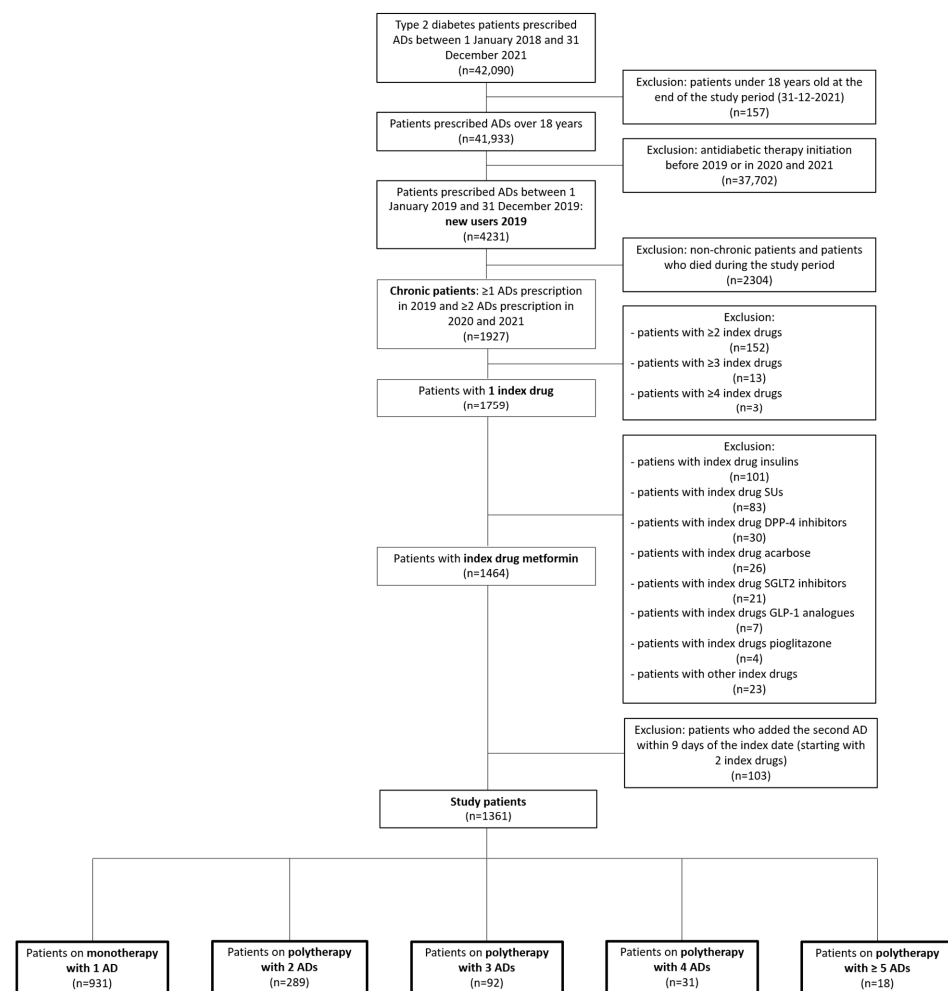 Type 2 diabetes patients prescribed
ADs between 1 January 2018 and 31
December 2021
(n=42,090)
Exclusion: patients under 18 years old at the
end of the study period (31-12-2021)
(n=157)
Patients prescribed ADs over 18 years
(n=41,933)
Exclusion: antidiabetic therapy initiation
before 2019 or in 2020 and 2021
(n=37,702)
Patients prescribed ADs between 1
January 2019 and 31 December 2019:
new users 2019
(n=4231)
Exclusion: non-chronic patients and patients
who died during the study period
(n=2304)
Chronic patients: ≥1 ADs prescription
in 2019 and ≥2 ADs prescription in
2020 and 2021
(n=1927)
Exclusion:
- patients with ≥2 index drugs
(n=152)
- patients with ≥3 index drugs
(n=13)
- patients with ≥4 index drugs
(n=3)
Patients with 1 index drug
(n=1759)
Exclusion:
- patiens with index drug insulins
(n=101)
- patients with index drug SUs
(n=83)
- patients with index drug DPP-4 inhibitors
(n=30)
- patients with index drug acarbose
(n=26)
- patients with index drug SGLT2 inhibitors
(n=21)
- patients with index drugs GLP-1 analogues
(n=7)
- patients with index drugs pioglitazone
(n=4)
- patients with other index drugs
(n=23)
Patients with index drug metformin
(n=1464)
Exclusion: patients who added the second AD
within 9 days of the index date (starting with
2 index drugs)
(n=103)
Study patients
(n=1361)
Patients on monotherapy
with 1 AD
(n=931)
Patients on polytherapy
with 2 ADs
(n=289)
Patients on polytherapy
with 3 ADs
(n=92)
Patients on polytherapy
with 4 ADs
(n=31)
Patients on polytherapy
with ≥ 5 ADs
(n=18)